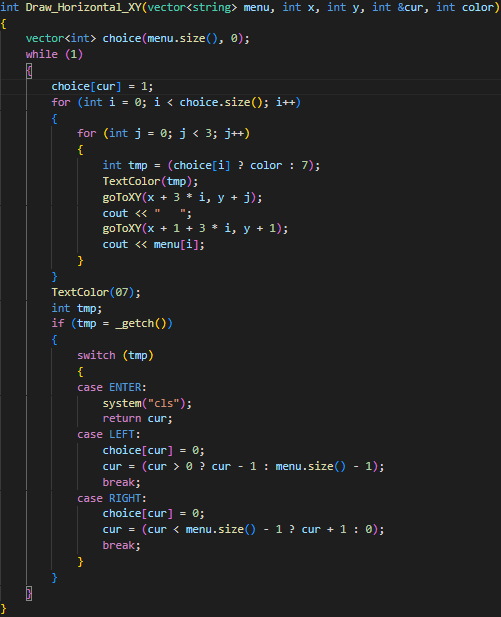 int Draw_Horizontal_XY(vector<string> menu, int x, int y, int &cur, int color)
{
    vector<int> choice(menu.size(), 0);
    while (1)
    {
        choice[cur] = 1;
        for (int i = 0; i < choice.size(); i++)
        {
            for (int j = 0; j < 3; j++)
            {
                int tmp = (choice[i] ? color : 7);
                TextColor(tmp);
                goToXY(x + 3 * i, y + j);
                cout << "   ";
                goToXY(x + 1 + 3 * i, y + 1);
                cout << menu[i];
            }
        }
        TextColor(07);
        int tmp;
        if (tmp = _getch())
        {
            switch (tmp)
            {
            case ENTER:
                system("cls");
                return cur;
            case LEFT:
                choice[cur] = 0;
                cur = (cur > 0 ? cur - 1 : menu.size() - 1);
                break;
            case RIGHT:
                choice[cur] = 0;
                cur = (cur < menu.size() - 1 ? cur + 1 : 0);
                break;
            }
        }
    }
}